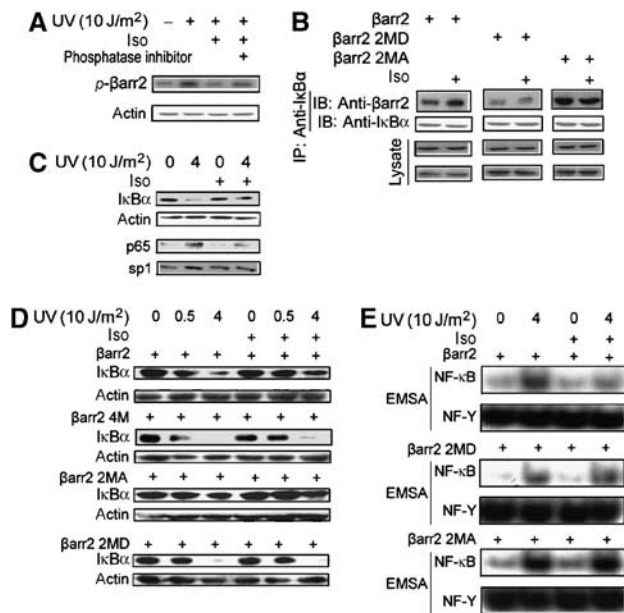 A
UV (10 J/m²) – + + +
Iso + +
Phosphatase inhibitor +
p-βarr2
Actin
B
βarr2 + +
βarr2 2MD + +
βarr2 2MA + +
Iso + + +
IP: Anti-IκBα
IB: Anti-βarr2
IB: Anti-IκBα
Lysate
C
UV (10 J/m²) 0 4 0 4
Iso + +
IκBα
Actin
p65
sp1
D
UV (10 J/m²) 0 0.5 4 0 0.5 4
Iso + + +
βarr2 + + + + + +
IκBα
Actin
βarr2 4M + + + + + +
IκBα
Actin
βarr2 2MA + + + + + +
IκBα
Actin
βarr2 2MD + + + + + +
IκBα
Actin
E
UV (10 J/m²) 0 4 0 4
Iso + +
βarr2 + + + +
EMSA
NF-κB
NF-Y
βarr2 2MD + + + +
EMSA
NF-κB
NF-Y
βarr2 2MA + + + +
EMSA
NF-κB
NF-Y